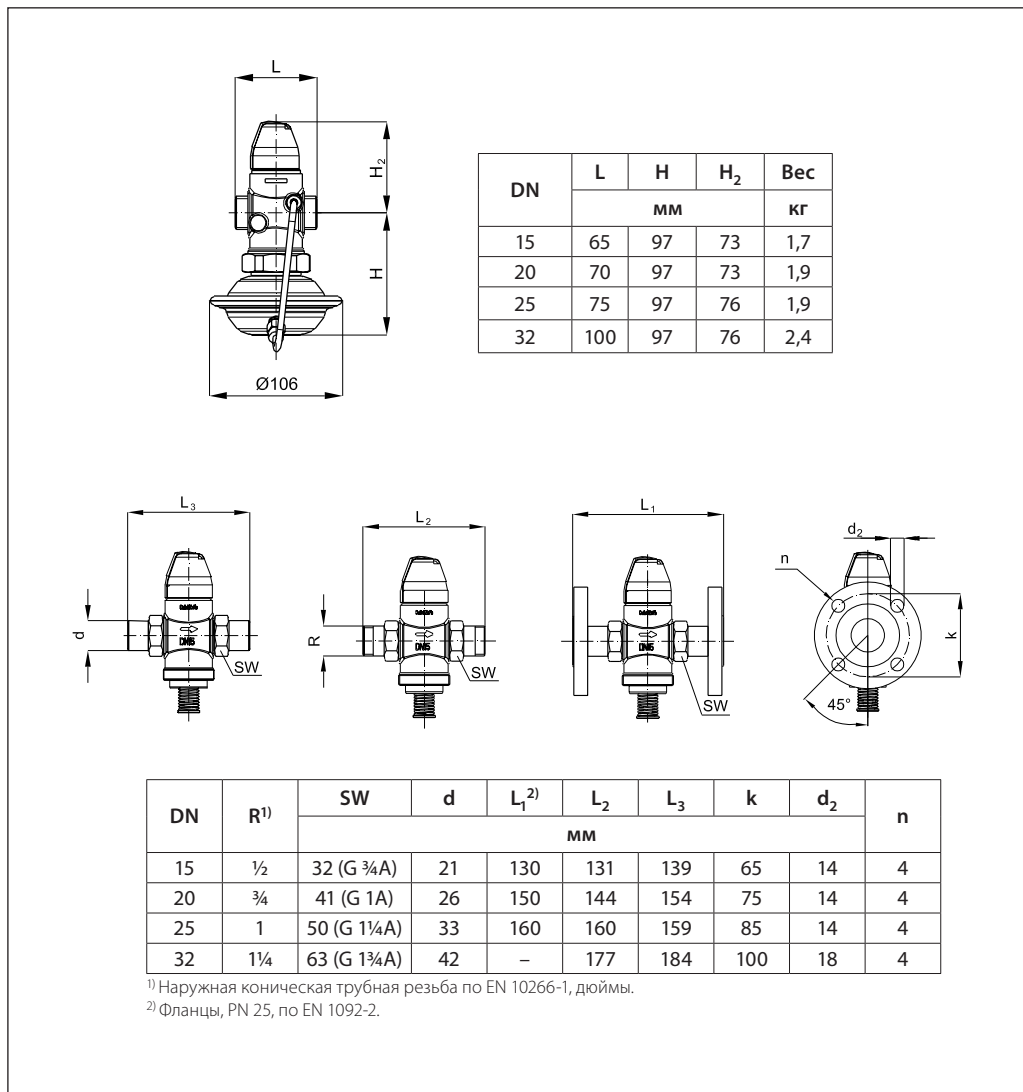 L
H₂
H
Ø106
DN L H H₂ Вес
мм кг
15 65 97 73 1,7
20 70 97 73 1,9
25 75 97 76 1,9
32 100 97 76 2,4
L₃
d
DN15
SW
L₂
R
DN15
SW
L₁
DN15
SW
d₂
n
k
45°
DN R¹⁾ SW d L₁²⁾ L₂ L₃ k d₂ n
мм
15 ½ 32 (G ¾A) 21 130 131 139 65 14 4
20 ¾ 41 (G 1A) 26 150 144 154 75 14 4
25 1 50 (G 1¼A) 33 160 160 159 85 14 4
32 1¼ 63 (G 1¾A) 42 – 177 184 100 18 4
¹⁾ Наружная коническая трубная резьба по EN 10266-1, дюймы.
²⁾ Фланцы, PN 25, по EN 1092-2.